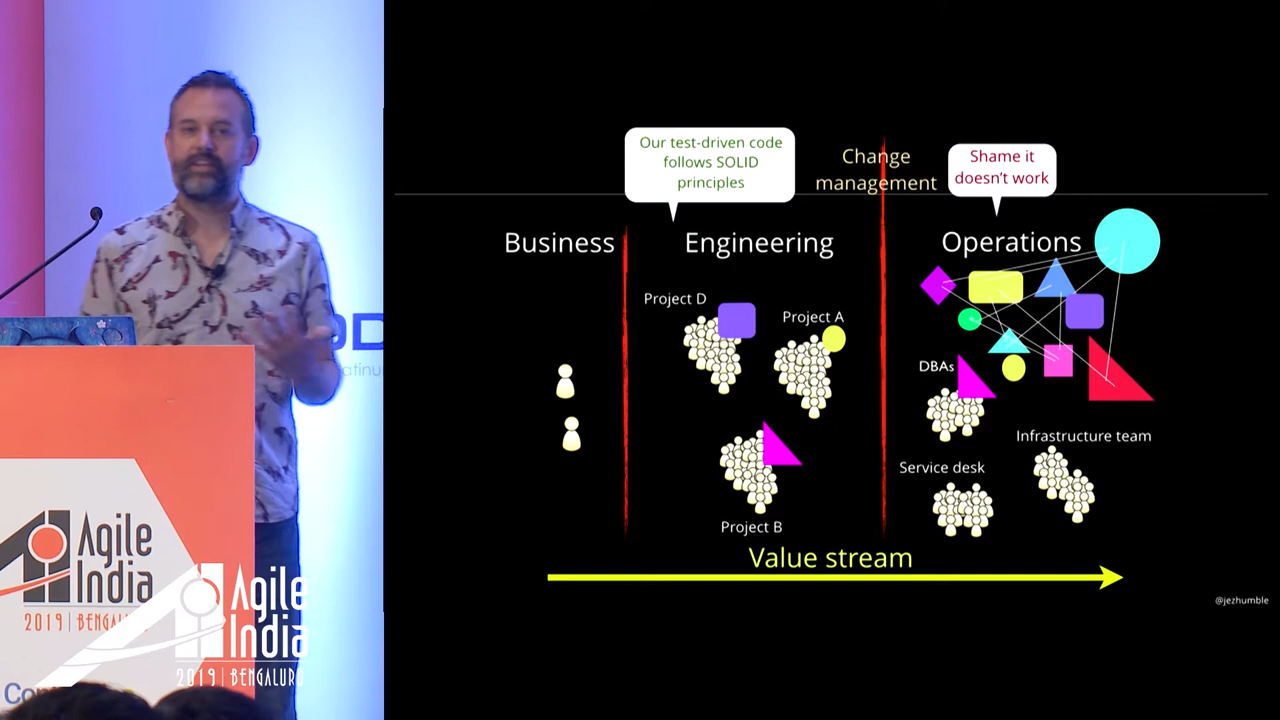 Our test-driven code
follows SOLID
principles
Change
management
Shame it
doesn't work
Business
Engineering
Operations
Project D
Project A
DBAs
Infrastructure team
Service desk
Project B
Value stream
@jezhumble
Agile
India
2019 | BENGALURU
Agile
India
2019 | BENGALURU